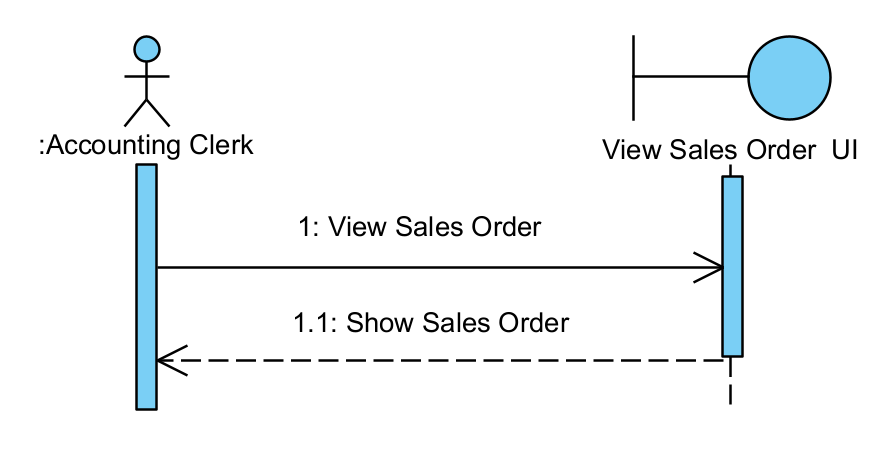 :Accounting Clerk
View Sales Order  UI
1: View Sales Order
1.1: Show Sales Order